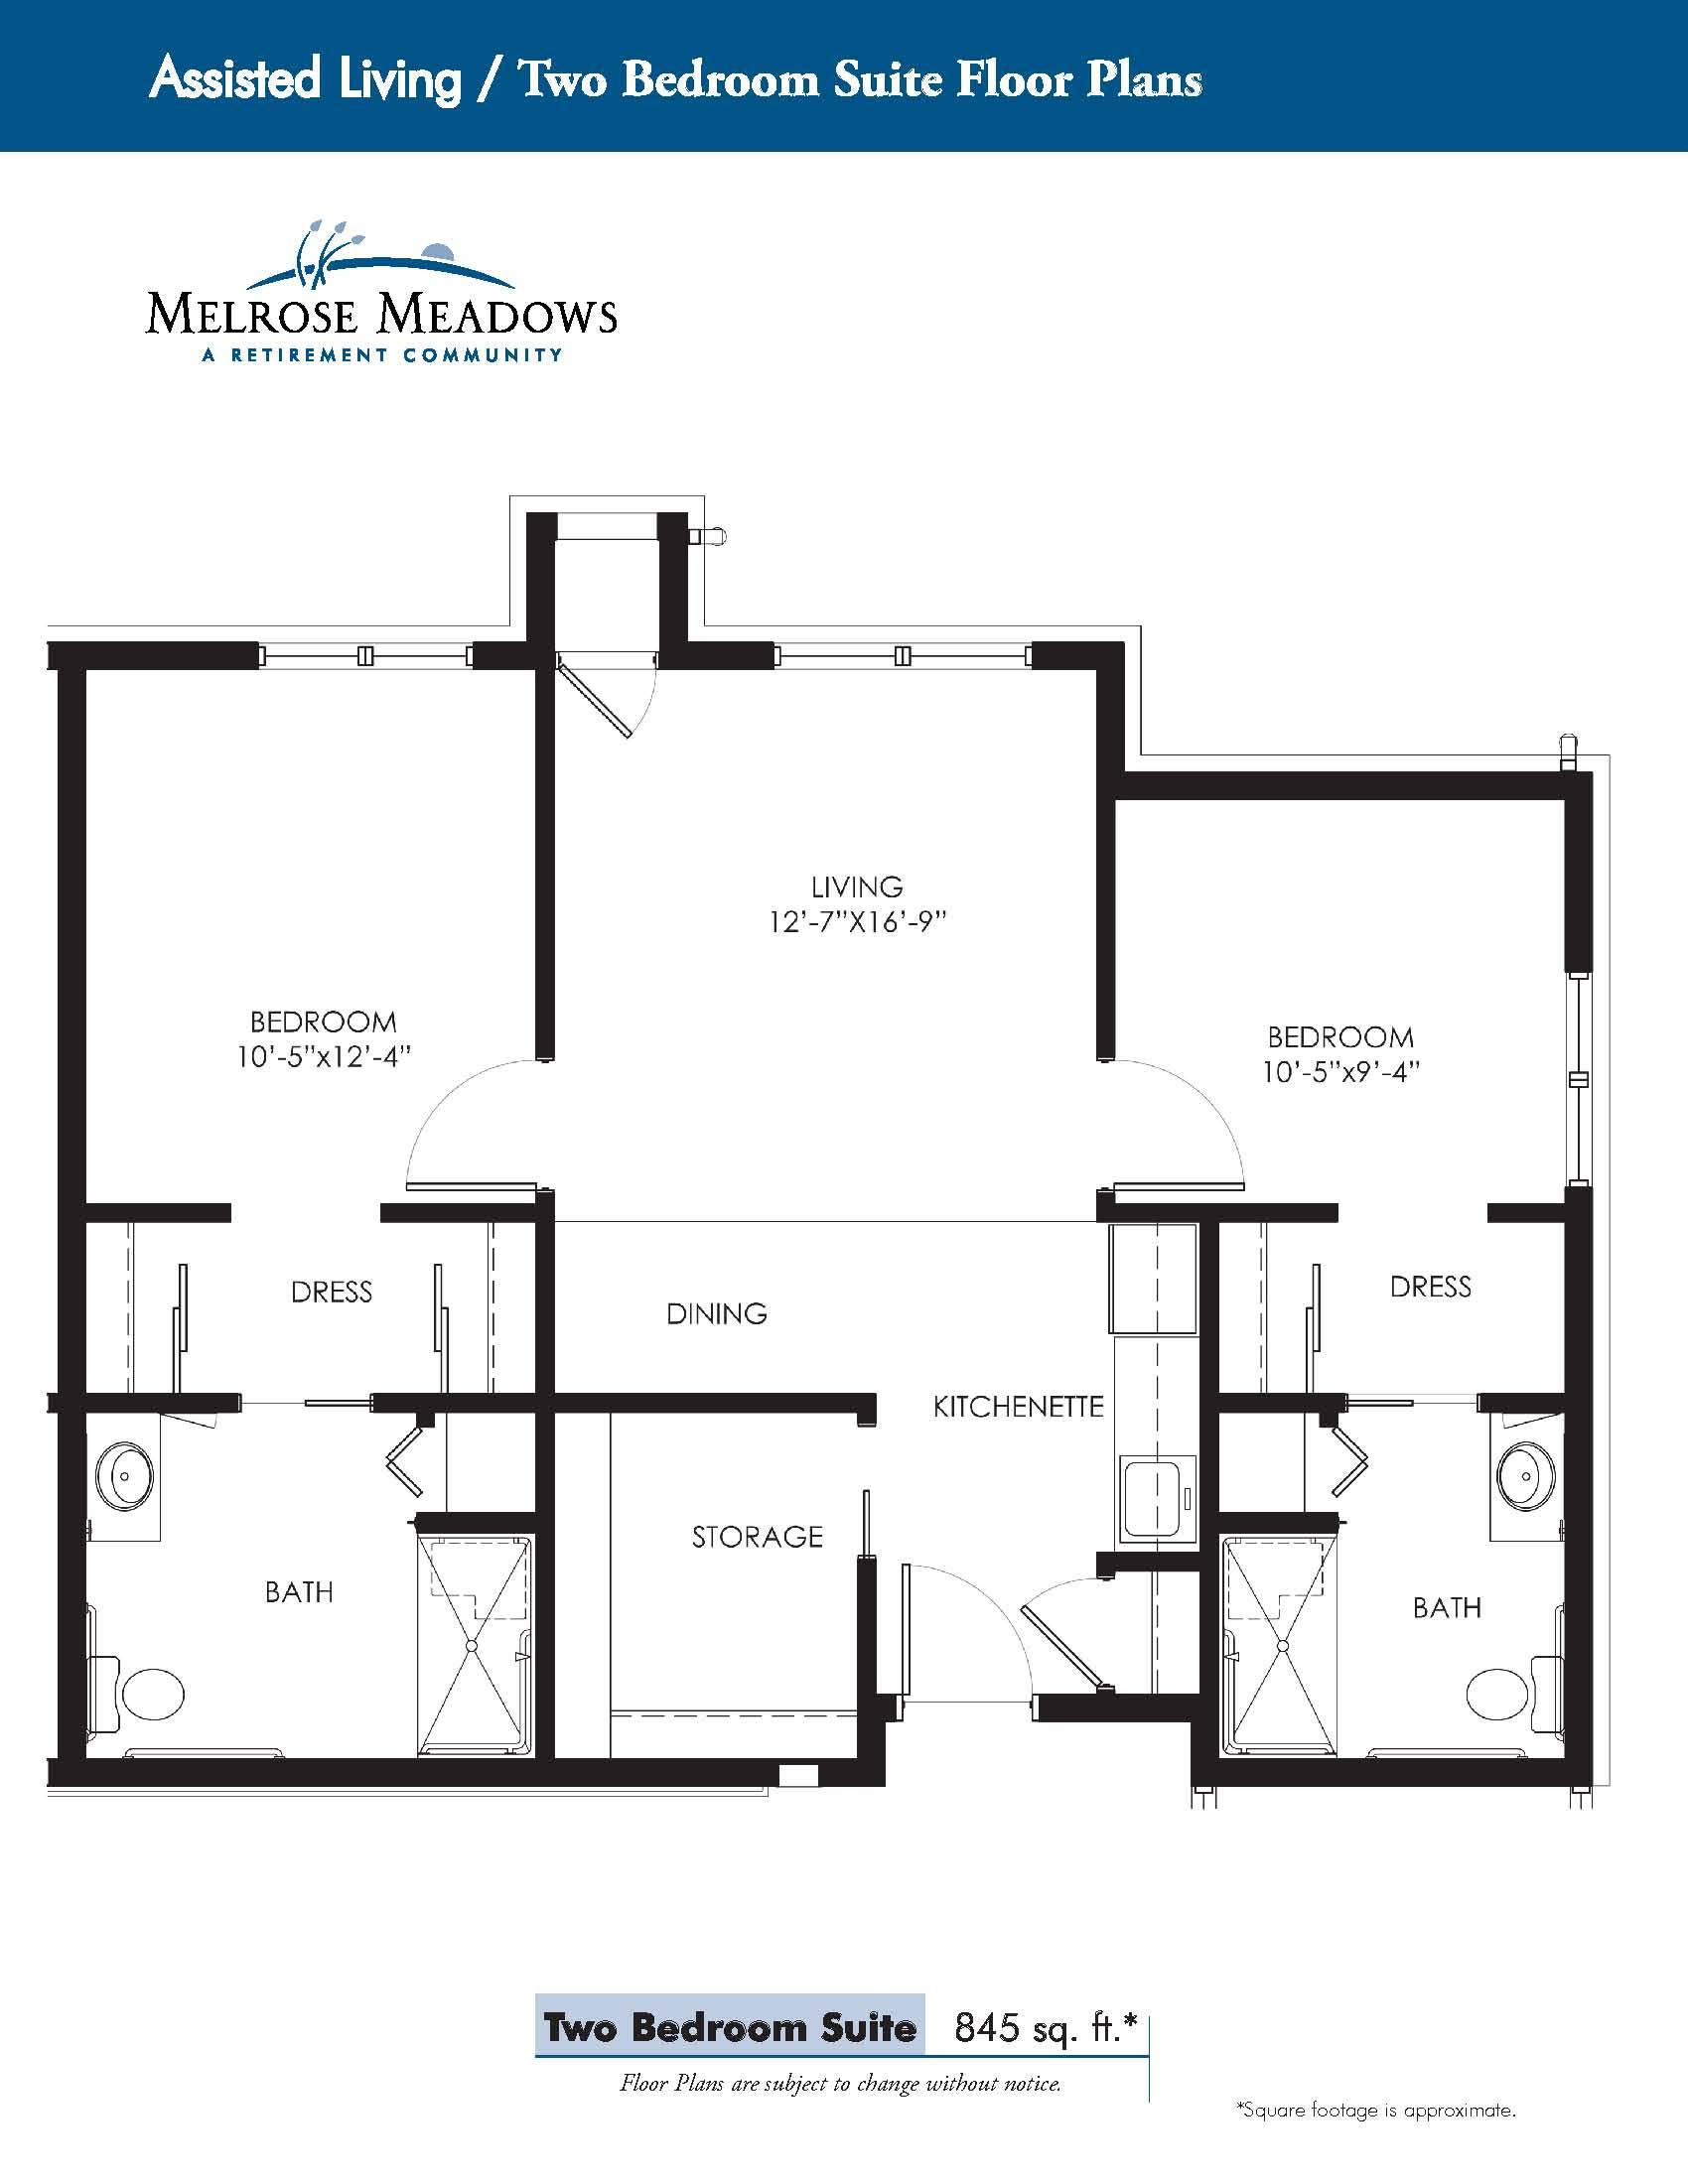 Assisted Living / Two Bedroom Suite Floor Plans
MELROSE MEADOWS
A RETIREMENT COMMUNITY
LIVING
12'-7"X16'-9"
BEDROOM
10'-5"x12'-4"
BEDROOM
10'-5"x9'-4"
DRESS
DINING
DRESS
KITCHENETTE
STORAGE
BATH
BATH
Two Bedroom Suite 845 sq. ft.*
Floor Plans are subject to change without notice.
*Square footage is approximate.